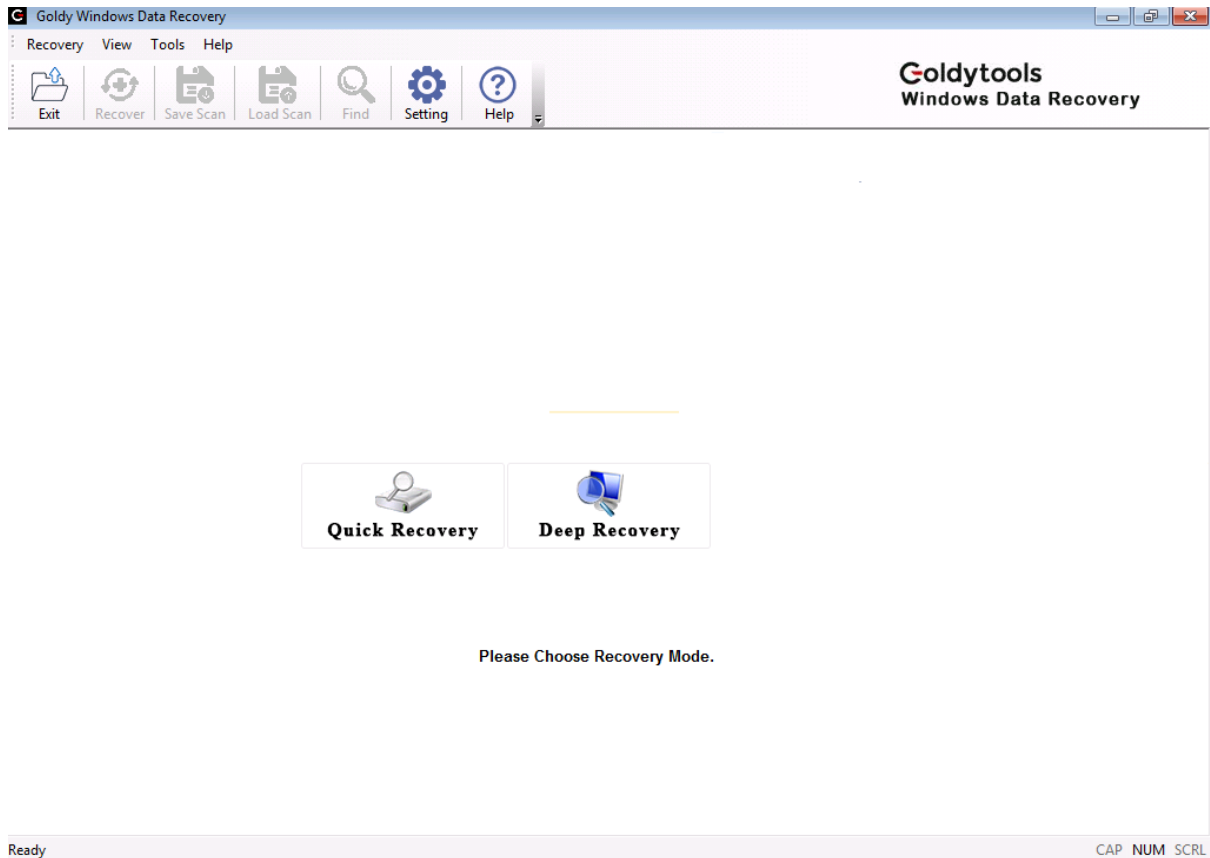 Goldy Windows Data Recovery
Recovery View Tools Help
Exit Recover Save Scan Load Scan Find Setting Help
Goldytools
Windows Data Recovery
Quick Recovery Deep Recovery
Please Choose Recovery Mode.
Ready CAP NUM SCRL